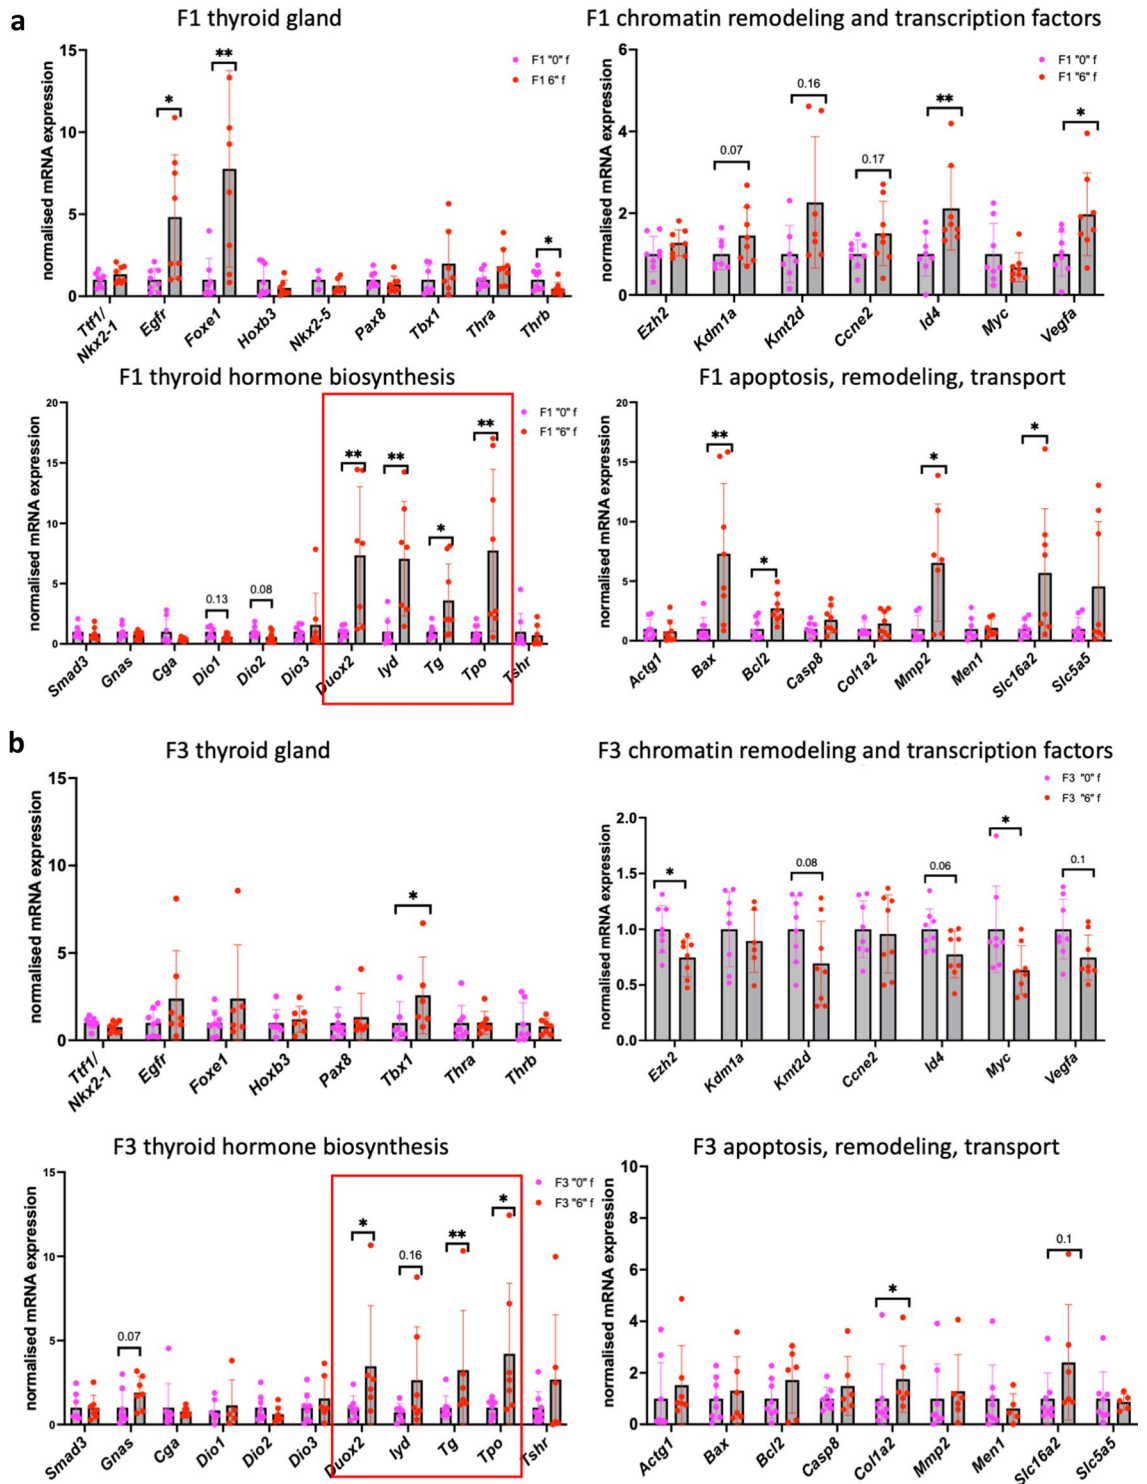 a
F1 thyroid gland
normalised mRNA expression
15
10
5
0
F1 "0" f
F1 6" f
*
**
*
Ttf1/
Nkx2-1
Egfr
Foxe1
Hoxb3
Nkx2-5
Pax8
Tbx1
Thra
Thrb
F1 chromatin remodeling and transcription factors
normalised mRNA expression
6
4
2
0
F1 "0" f
F1 "6" f
0.07
0.16
0.17
**
*
Ezh2
Kdm1a
Kmt2d
Ccne2
Id4
Myc
Vegfa
F1 thyroid hormone biosynthesis
normalised mRNA expression
20
15
10
5
0
F1 "0" f
F1 "6" f
0.13
0.08
**
**
*
**
Smad3
Gnas
Cga
Dio1
Dio2
Dio3
Duox2
Iyd
Tg
Tpo
Tshr
F1 apoptosis, remodeling, transport
normalised mRNA expression
20
15
10
5
0
**
*
*
*
Actg1
Bax
Bcl2
Casp8
Col1a2
Mmp2
Men1
Slc16a2
Slc5a5
b
F3 thyroid gland
normalised mRNA expression
15
10
5
0
*
Ttf1/
Nkx2-1
Egfr
Foxe1
Hoxb3
Pax8
Tbx1
Thra
Thrb
F3 chromatin remodeling and transcription factors
normalised mRNA expression
2.0
1.5
1.0
0.5
0.0
F3 "0" f
F3 "6" f
*
0.08
0.06
*
0.1
Ezh2
Kdm1a
Kmt2d
Ccne2
Id4
Myc
Vegfa
F3 thyroid hormone biosynthesis
normalised mRNA expression
15
10
5
0
F3 "0" f
F3 "6" f
0.07
*
0.16
**
*
Smad3
Gnas
Cga
Dio1
Dio2
Dio3
Duox2
Iyd
Tg
Tpo
Tshr
F3 apoptosis, remodeling, transport
normalised mRNA expression
10
8
6
4
2
0
*
0.1
Actg1
Bax
Bcl2
Casp8
Col1a2
Mmp2
Men1
Slc16a2
Slc5a5